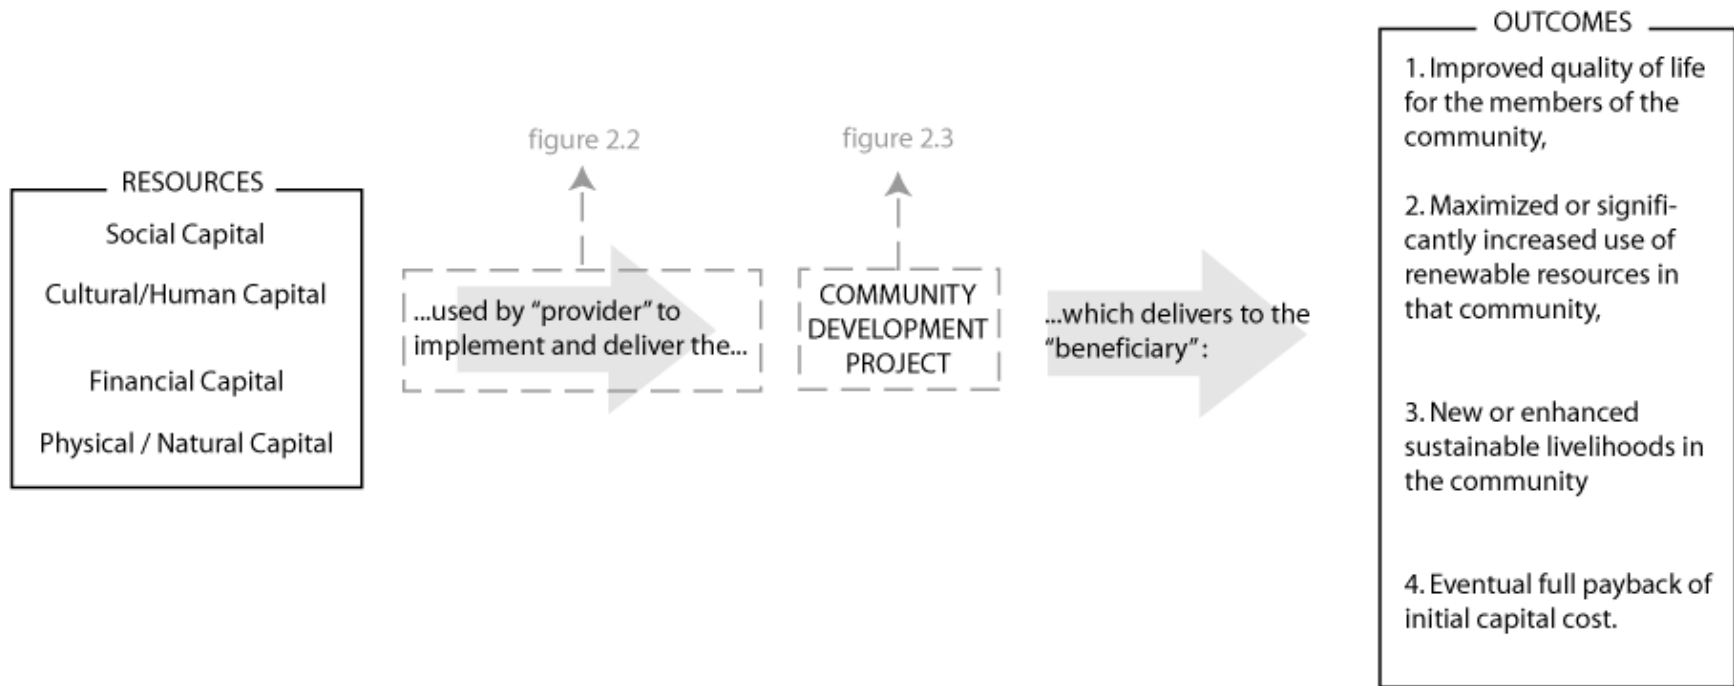 RESOURCES
Social Capital
Cultural/Human Capital
Financial Capital
Physical / Natural Capital
figure 2.2
...used by “provider” to
implement and deliver the...
figure 2.3
COMMUNITY
DEVELOPMENT
PROJECT
...which delivers to the
“beneficiary”:
OUTCOMES
1. Improved quality of life
for the members of the
community,
2. Maximized or signifi-
cantly increased use of
renewable resources in
that community,
3. New or enhanced
sustainable livelihoods in
the community
4. Eventual full payback of
initial capital cost.